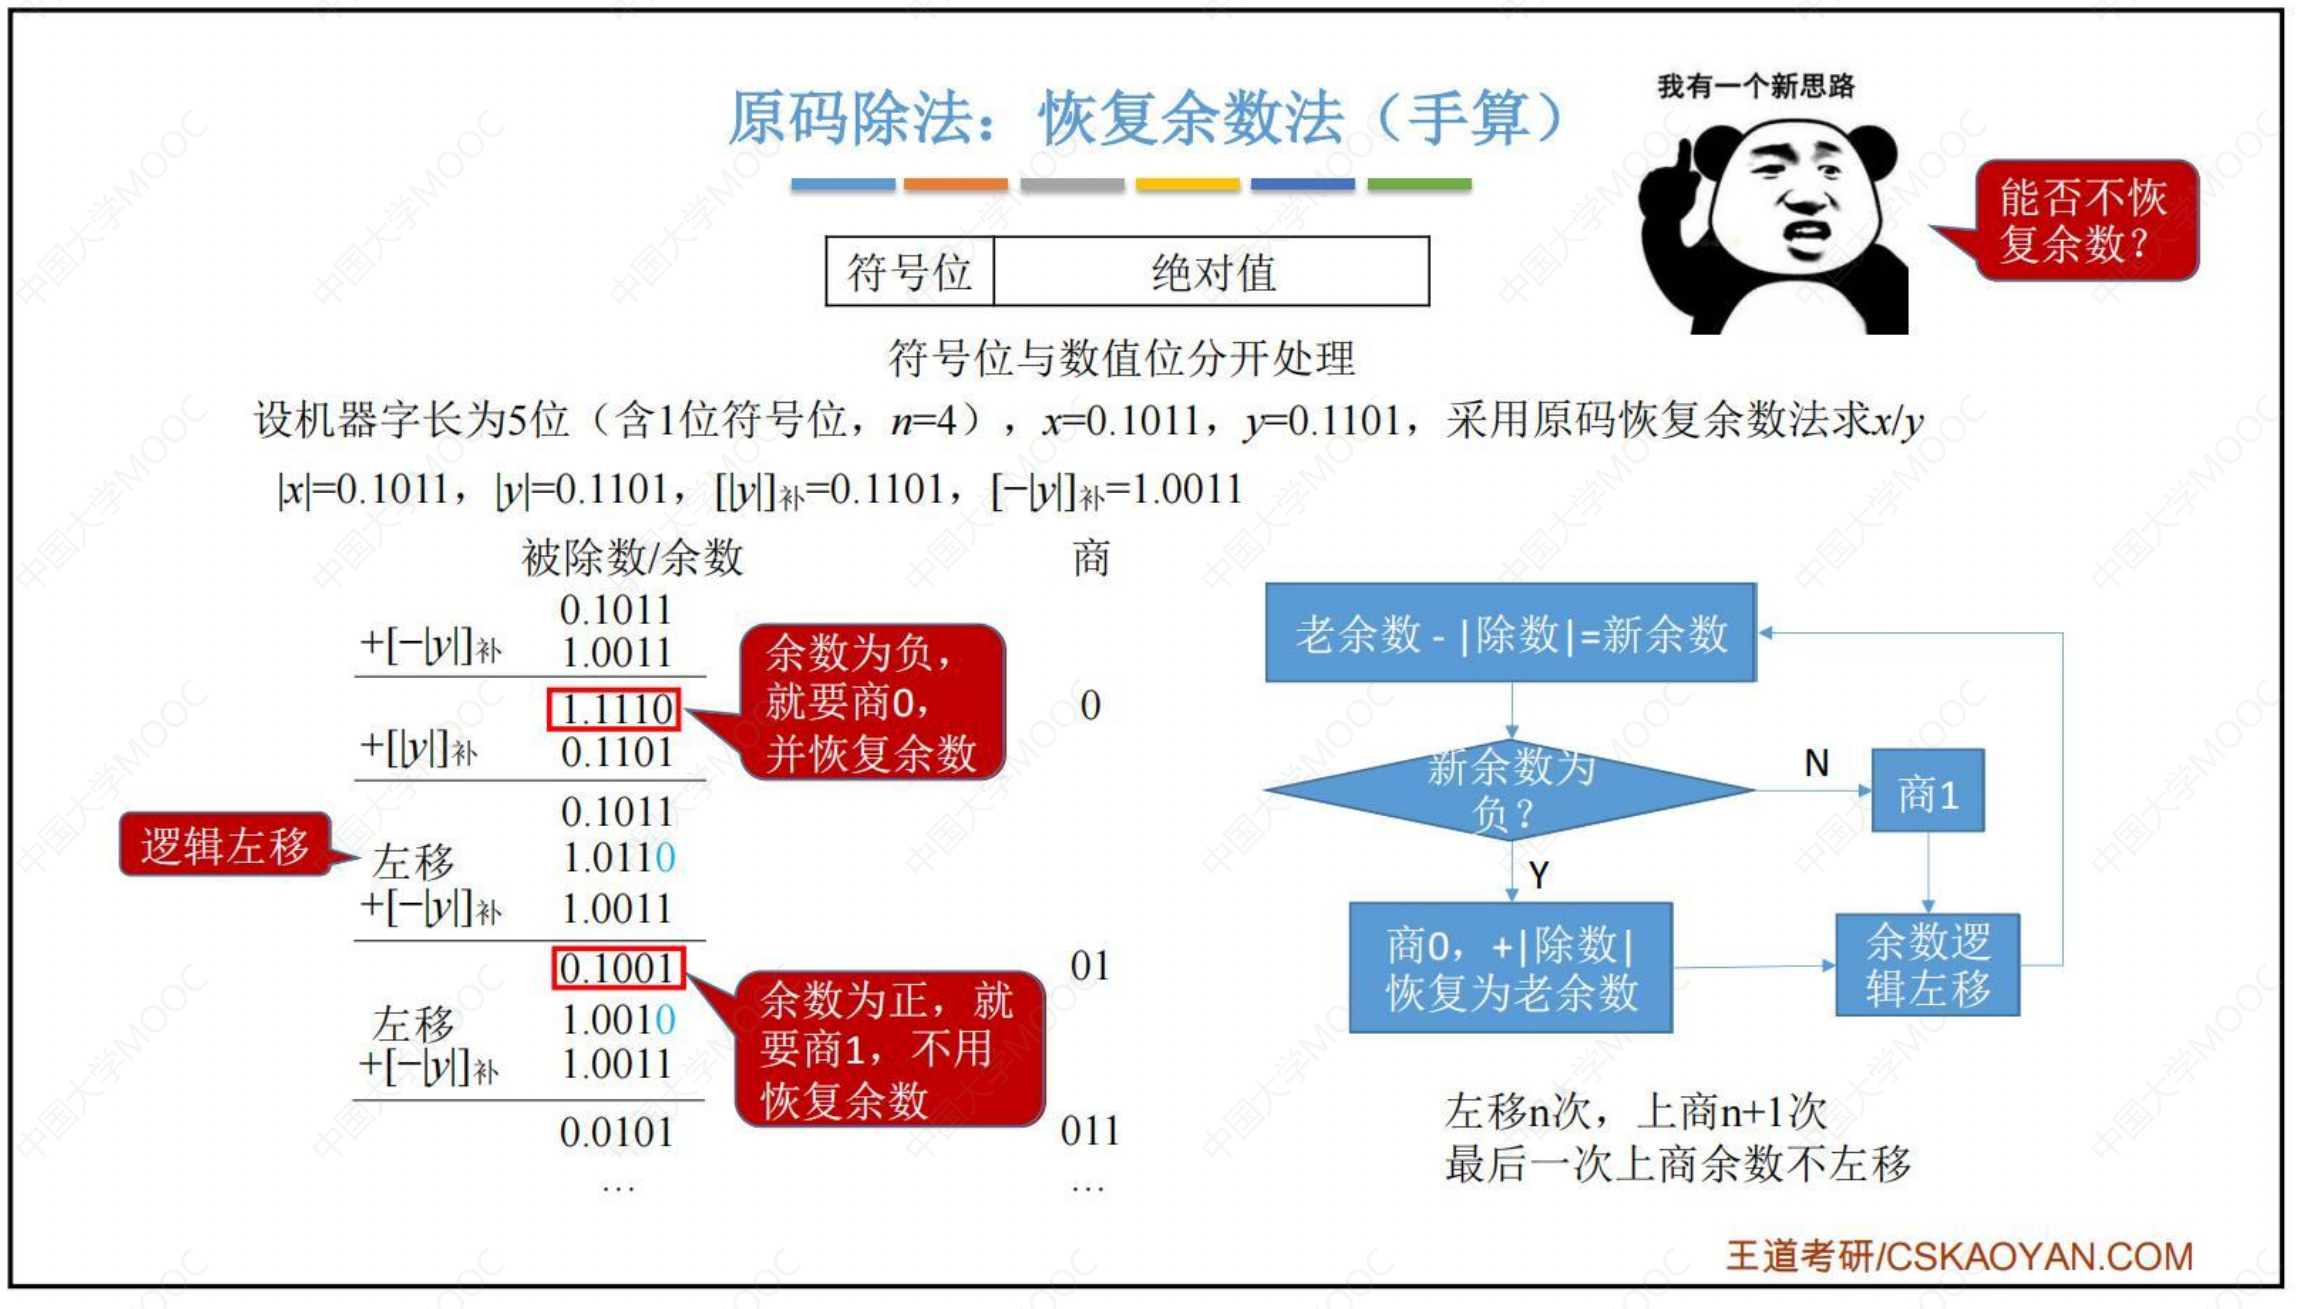 我有一个新思路
原码除法：恢复余数法（手算）
能否不恢
复余数？
符号位 绝对值
符号位与数值位分开处理
设机器字长为5位（含1位符号位，n=4），x=0.1011，y=0.1101，采用原码恢复余数法求x/y
|x|=0.1011，|y|=0.1101，[|y|]补=0.1101，[−|y|]补=1.0011
被除数/余数 商
0.1011
+[−|y|]补 1.0011
1.1110 0
余数为负，
就要商0，
并恢复余数
+[|y|]补 0.1101
0.1011
逻辑左移
左移 1.0110
+[−|y|]补 1.0011
0.1001 01
余数为正，就
要商1，不用
恢复余数
左移 1.0010
+[−|y|]补 1.0011
0.0101 011
… …
老余数 - |除数|=新余数
新余数为
负？
N
商1
Y
商0，+|除数|
恢复为老余数
余数逻
辑左移
左移n次，上商n+1次
最后一次上商余数不左移
王道考研/CSKAOYAN.COM
中国大学MOOC